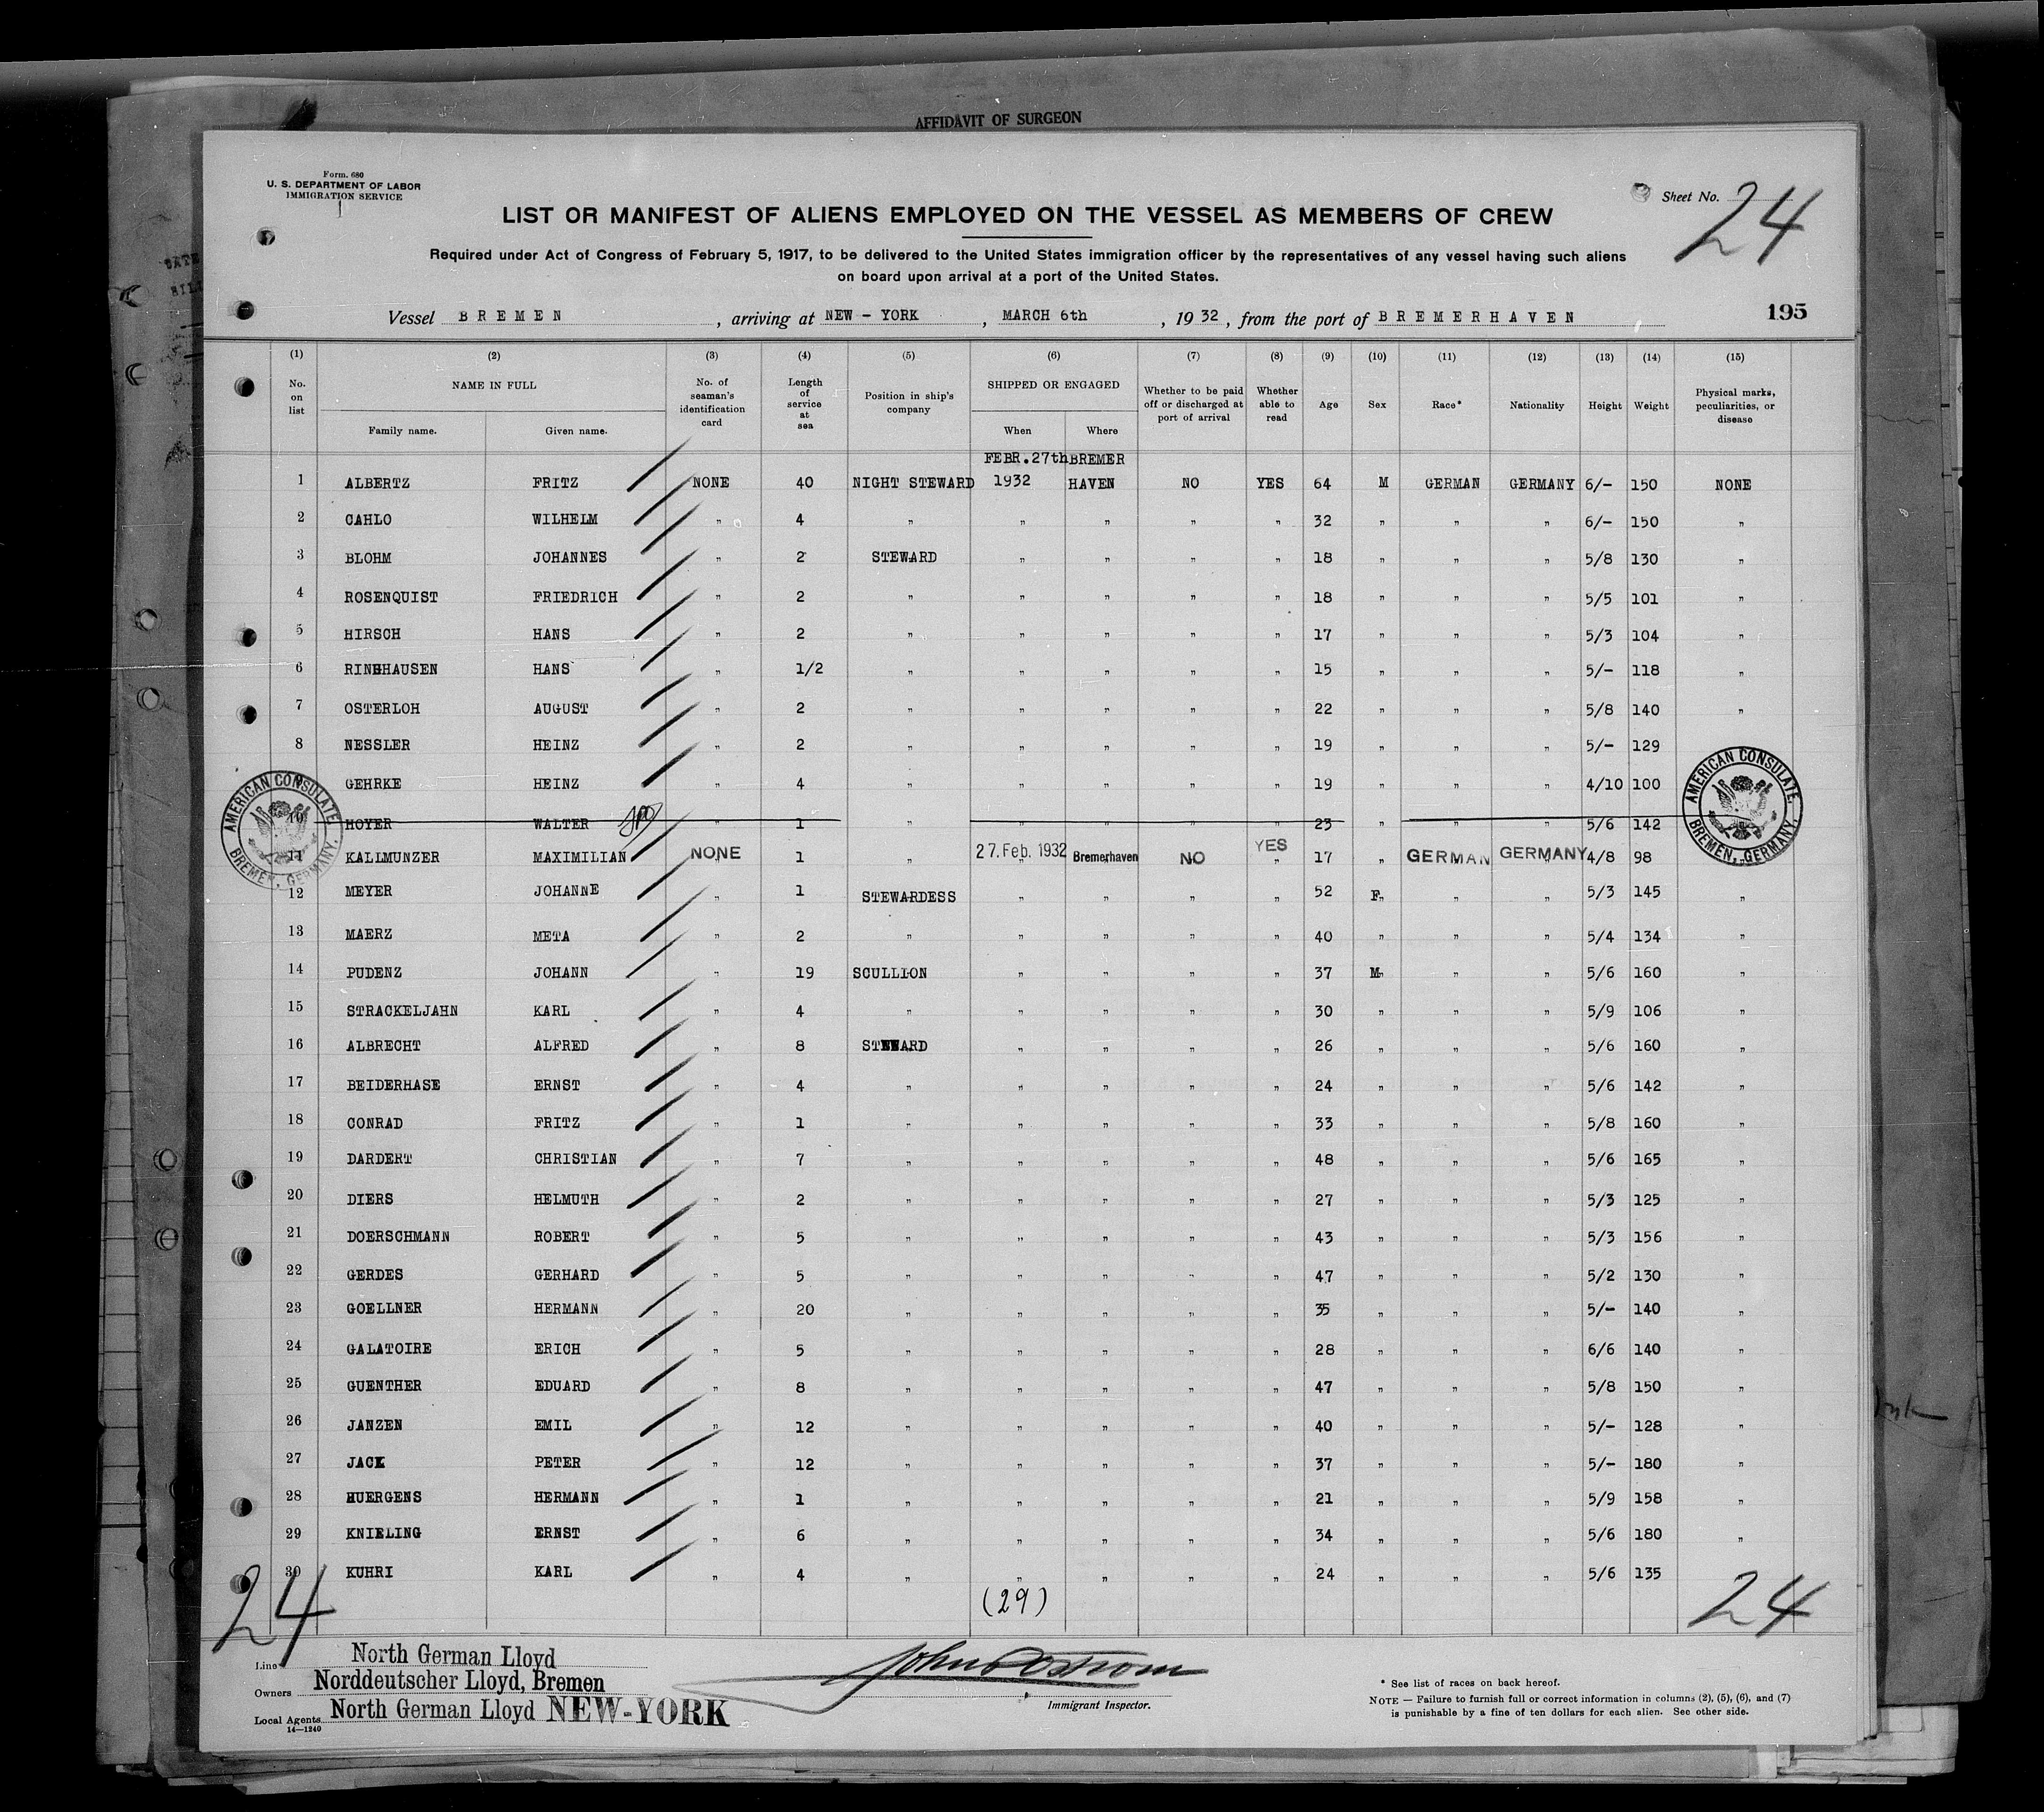 AFFIDAVIT OF SURGEON
Form. 680
U. S. DEPARTMENT OF LABOR
IMMIGRATION SERVICE
Sheet No. 24
LIST OR MANIFEST OF ALIENS EMPLOYED ON THE VESSEL AS MEMBERS OF CREW
Required under Act of Congress of February 5, 1917, to be delivered to the United States immigration officer by the representatives of any vessel having such aliens
on board upon arrival at a port of the United States.
195
Vessel BREMEN, arriving at NEW - YORK, MARCH 6th, 1932, from the port of BREMERHAVEN
(1) (2) (3) (4) (5) (6) (7) (8) (9) (10) (11) (12) (13) (14) (15)
No. on list NAME IN FULL Family name. Given name. No. of seaman's identification card Length of service at sea Position in ship's company SHIPPED OR ENGAGED When Where Whether to be paid off or discharged at port of arrival Whether able to read Age Sex Race* Nationality Height Weight Physical marks, peculiarities, or disease
FEBR.27th BREMER
1 ALBERTZ FRITZ NONE 40 NIGHT STEWARD 1932 HAVEN NO YES 64 M GERMAN GERMANY 6/- 150 NONE
2 CAHLO WILHELM " 4 " " " " " 32 " " " 6/- 150 "
3 BLOHM JOHANNES " 2 STEWARD " " " " 18 " " " 5/8 130 "
4 ROSENQUIST FRIEDRICH " 2 " " " " " 18 " " " 5/5 101 "
5 HIRSCH HANS " 2 " " " " " 17 " " " 5/3 104 "
6 RINGHAUSEN HANS " 1/2 " " " " " 15 " " " 5/- 118 "
7 OSTERLOH AUGUST " 2 " " " " " 22 " " " 5/8 140 "
8 NESSLER HEINZ " 2 " " " " " 19 " " " 5/- 129 "
GEHRKE HEINZ " 4 " " " " " 19 " " " 4/10 100
10 HOYER WALTER " 1 " " " " " 23 " " " 5/6 142
11 KALLMUNZER MAXIMILIAN NONE 1 " 27. Feb. 1932 Bremerhaven NO YES 17 " GERMAN GERMANY 4/8 98 "
12 MEYER JOHANNE " 1 STEWARDESS " " " " 52 F " " 5/3 145 "
13 MAERZ META " 2 " " " " " 40 " " " 5/4 134 "
14 PUDENZ JOHANN " 19 SCULLION " " " " 37 M " " 5/6 160 "
15 STRACKELJAHN KARL " 4 " " " " " 30 " " " 5/9 106 "
16 ALBRECHT ALFRED " 8 STEWARD " " " " 26 " " " 5/6 160 "
17 BEIDERHASE ERNST " 4 " " " " " 24 " " " 5/6 142 "
18 CONRAD FRITZ " 1 " " " " " 33 " " " 5/8 160 "
19 DARDERT CHRISTIAN " 7 " " " " " 48 " " " 5/6 165 "
20 DIERS HELMUTH " 2 " " " " " 27 " " " 5/3 125 "
21 DOERSCHMANN ROBERT " 5 " " " " " 43 " " " 5/3 156 "
22 GERDES GERHARD " 5 " " " " " 47 " " " 5/2 130 "
23 GOELLNER HERMANN " 20 " " " " " 35 " " " 5/- 140 "
24 GALATOIRE ERICH " 5 " " " " " 28 " " " 6/6 140 "
25 GUENTHER EDUARD " 8 " " " " " 47 " " " 5/8 150 "
26 JANZEN EMIL " 12 " " " " " 40 " " " 5/- 128 "
27 JACK PETER " 12 " " " " " 37 " " " 5/- 180 "
28 HUERGENS HERMANN " 1 " " " " " 21 " " " 5/9 158 "
29 KNIELING ERNST " 6 " " " " " 34 " " " 5/6 180 "
30 KUHRI KARL " 4 " " " " " 24 " " " 5/6 135 "
AMERICAN CONSULATE, BREMEN, GERMANY.
AMERICAN CONSULATE, BREMEN, GERMANY.
(29)
24
24
Line North German Lloyd
Owners Norddeutscher Lloyd, Bremen
Local Agents North German Lloyd NEW-YORK
14—1240
Immigrant Inspector.
* See list of races on back hereof.
NOTE — Failure to furnish full or correct information in columns (2), (5), (6), and (7)
is punishable by a fine of ten dollars for each alien. See other side.